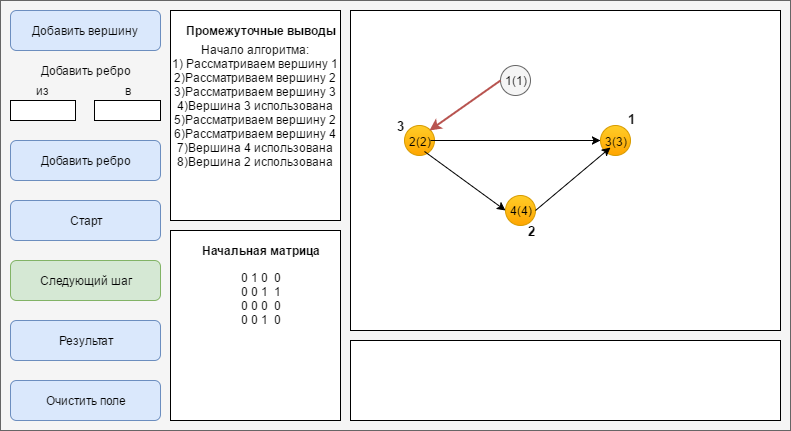 Добавить вершину
Добавить ребро
из
в
Добавить ребро
Старт
Следующий шаг
Результат
Очистить поле
Промежуточные выводы
Начало алгоритма:
1) Рассматриваем вершину 1
2)Рассматриваем вершину 2
3)Рассматриваем вершину 3
4)Вершина 3 использована
5)Рассматриваем вершину 2
6)Рассматриваем вершину 4
7)Вершина 4 использована
8)Вершина 2 использована
Начальная матрица
0 1 0 0
0 0 1 1
0 0 0 0
0 0 1 0
1(1)
3
1
2(2)
3(3)
4(4)
2